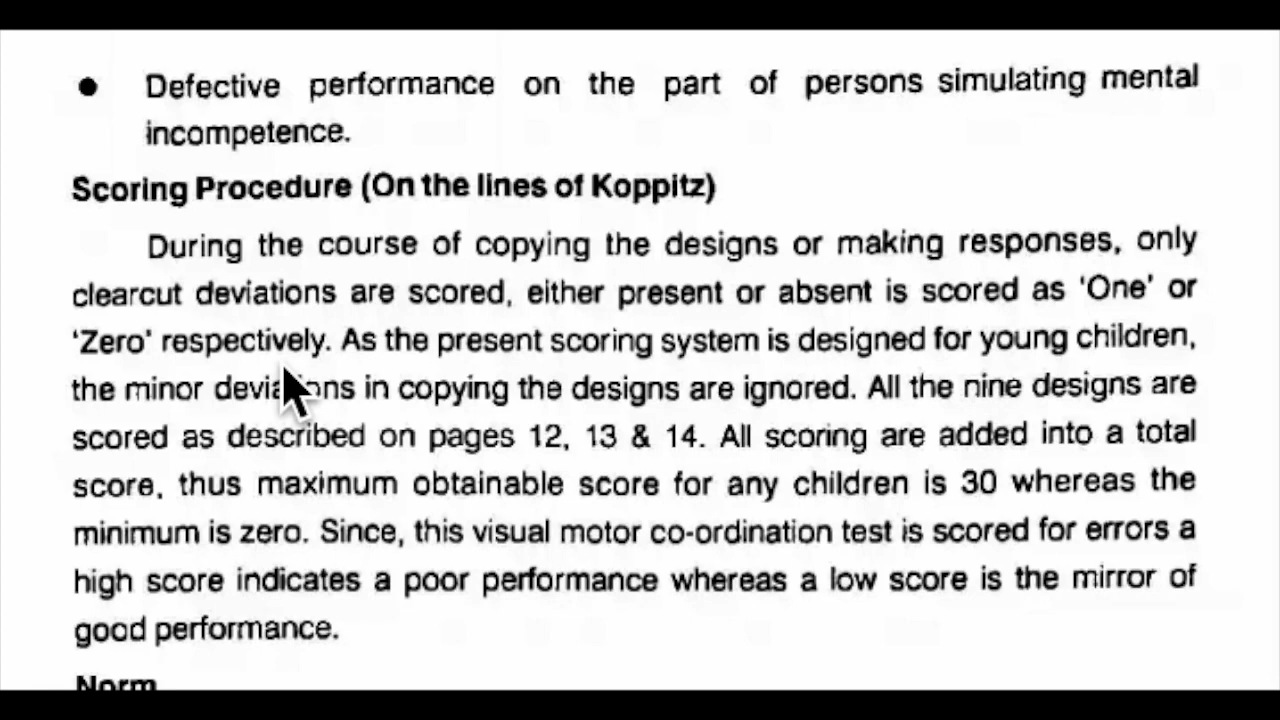 ● Defective performance on the part of persons simulating mental
incompetence.
Scoring Procedure (On the lines of Koppitz)
During the course of copying the designs or making responses, only
clearcut deviations are scored, either present or absent is scored as 'One' or
'Zero' respectively. As the present scoring system is designed for young children,
the minor deviations in copying the designs are ignored. All the nine designs are
scored as described on pages 12, 13 & 14. All scoring are added into a total
score, thus maximum obtainable score for any children is 30 whereas the
minimum is zero. Since, this visual motor co-ordination test is scored for errors a
high score indicates a poor performance whereas a low score is the mirror of
good performance.
Norm